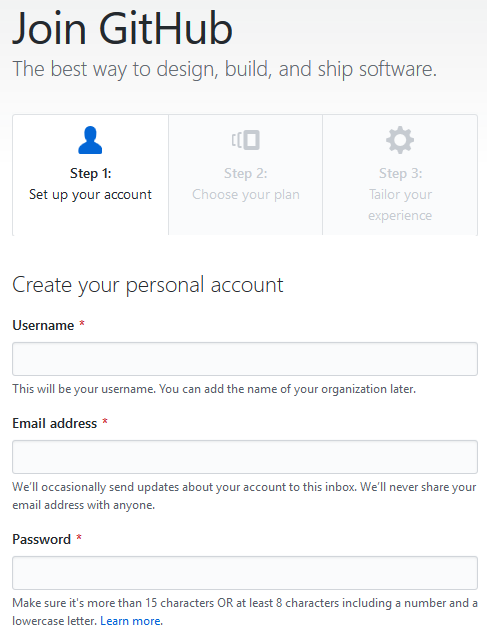 Join GitHub
The best way to design, build, and ship software.
Step 1:
Set up your account
Step 2:
Choose your plan
Step 3:
Tailor your
experience
Create your personal account
Username *
This will be your username. You can add the name of your organization later.
Email address *
We’ll occasionally send updates about your account to this inbox. We’ll never share your
email address with anyone.
Password *
Make sure it's more than 15 characters OR at least 8 characters including a number and a
lowercase letter. Learn more.